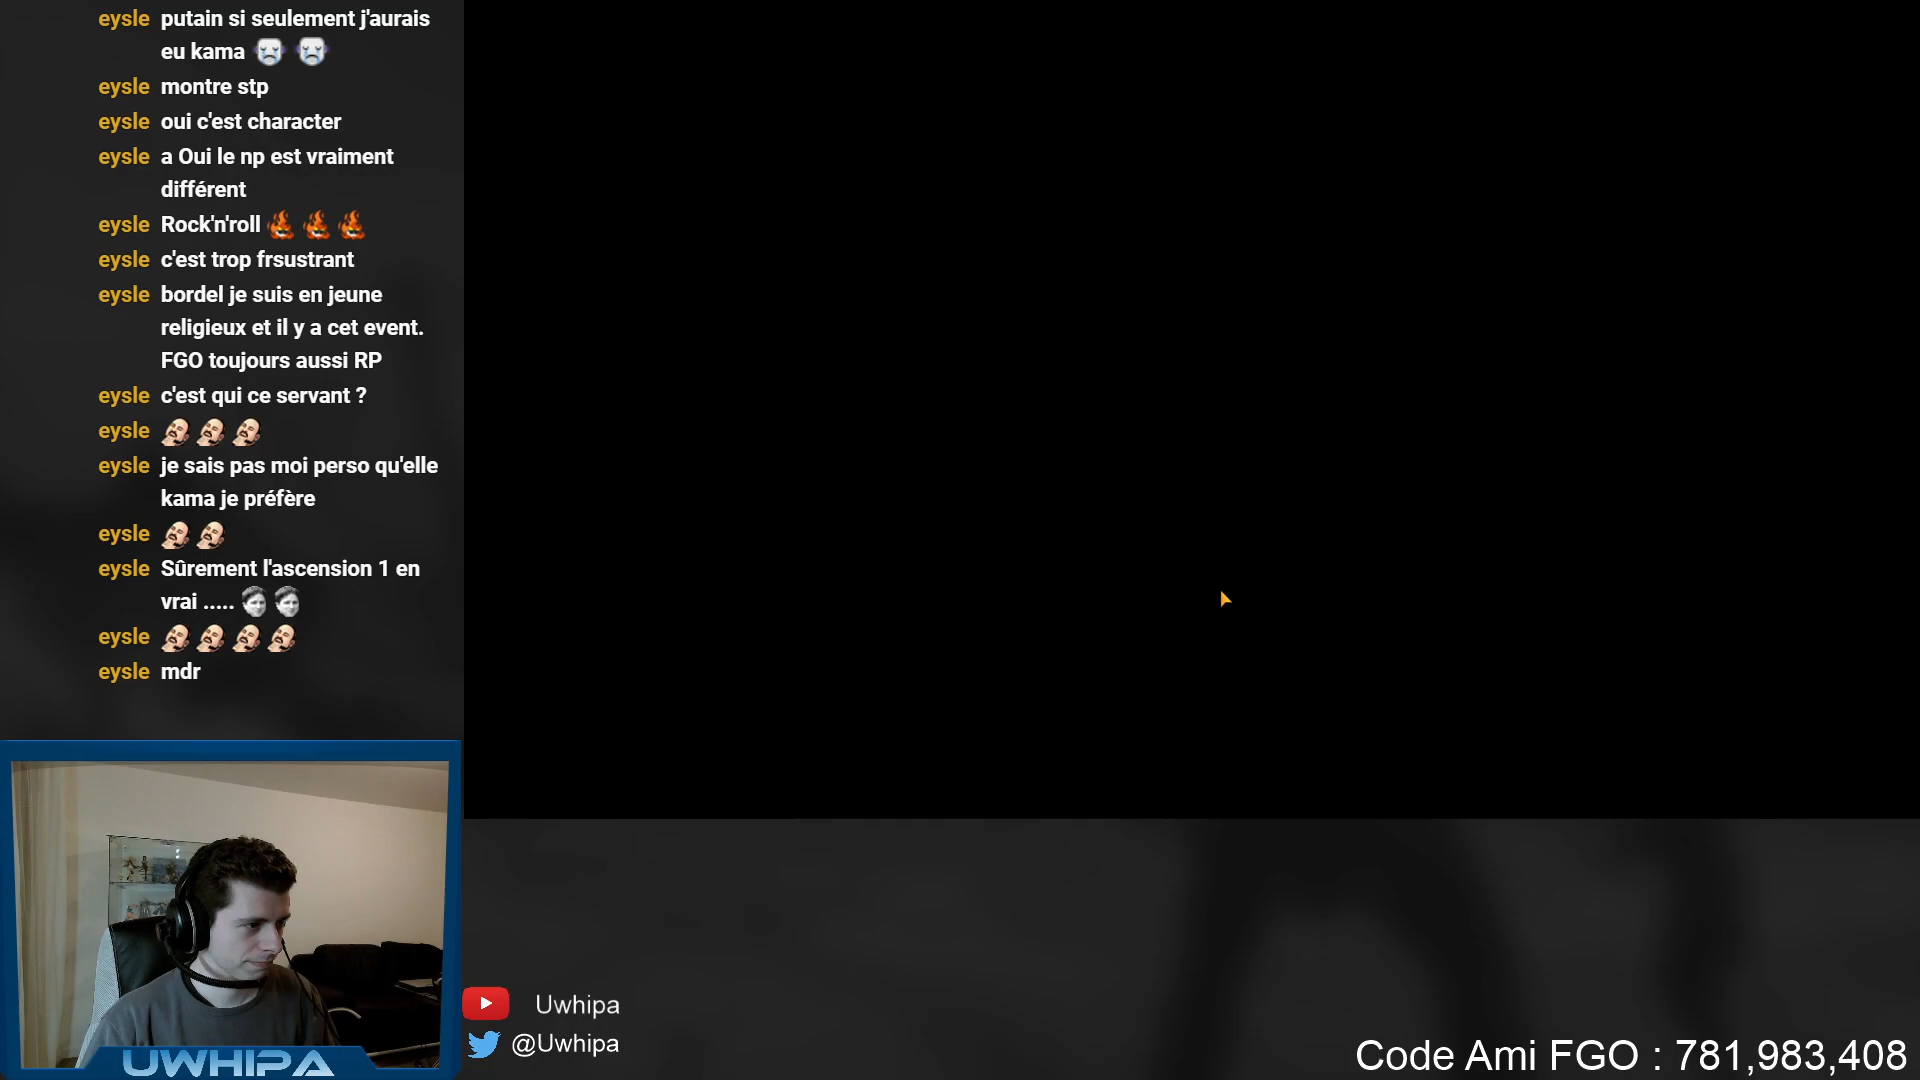 eysle putain si seulement j'aurais
eu kama
eysle montre stp
eysle oui c'est character
eysle a Oui le np est vraiment
différent
eysle Rock'n'roll
eysle c'est trop frsustrant
eysle bordel je suis en jeune
religieux et il y a cet event.
FGO toujours aussi RP
eysle c'est qui ce servant ?
eysle
eysle je sais pas moi perso qu'elle
kama je préfère
eysle
eysle Sûrement l'ascension 1 en
vrai .....
eysle
eysle mdr
UWHIPA
Uwhipa
@Uwhipa
Code Ami FGO : 781,983,408